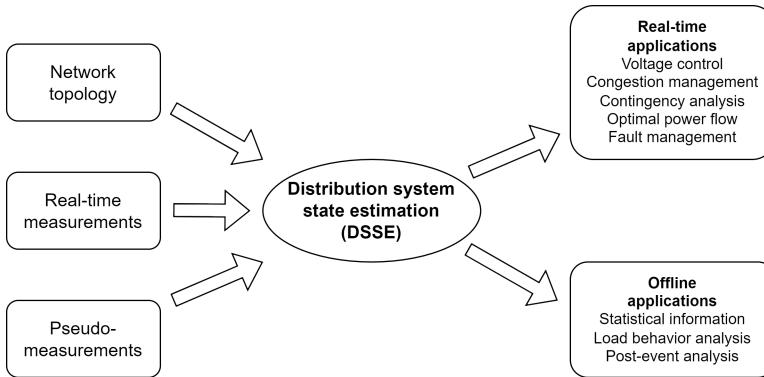 Network
topology
Real-time
measurements
Pseudo-
measurements
Distribution system
state estimation
(DSSE)
Real-time
applications
Voltage control
Congestion management
Contingency analysis
Optimal power flow
Fault management
Offline
applications
Statistical information
Load behavior analysis
Post-event analysis